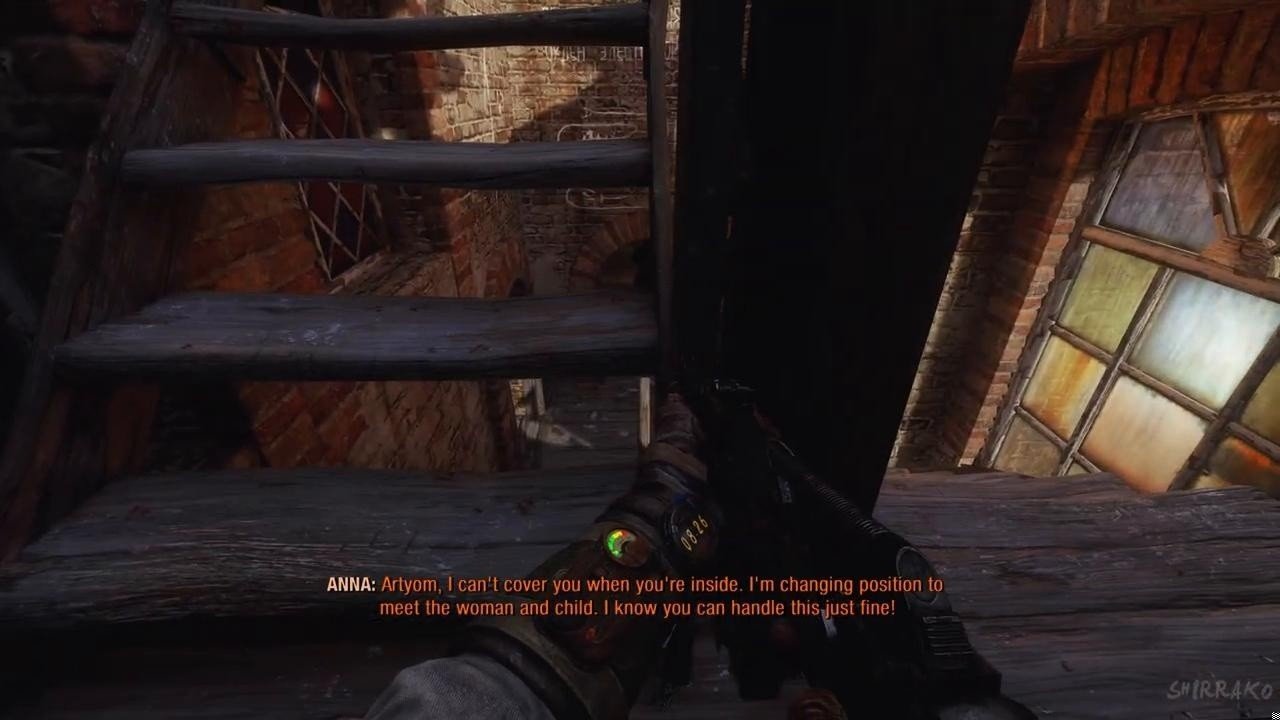 08:26
ANNA: Artyom, I can't cover you when you're inside. I'm changing position to
meet the woman and child. I know you can handle this just fine!
SHIRRAKO